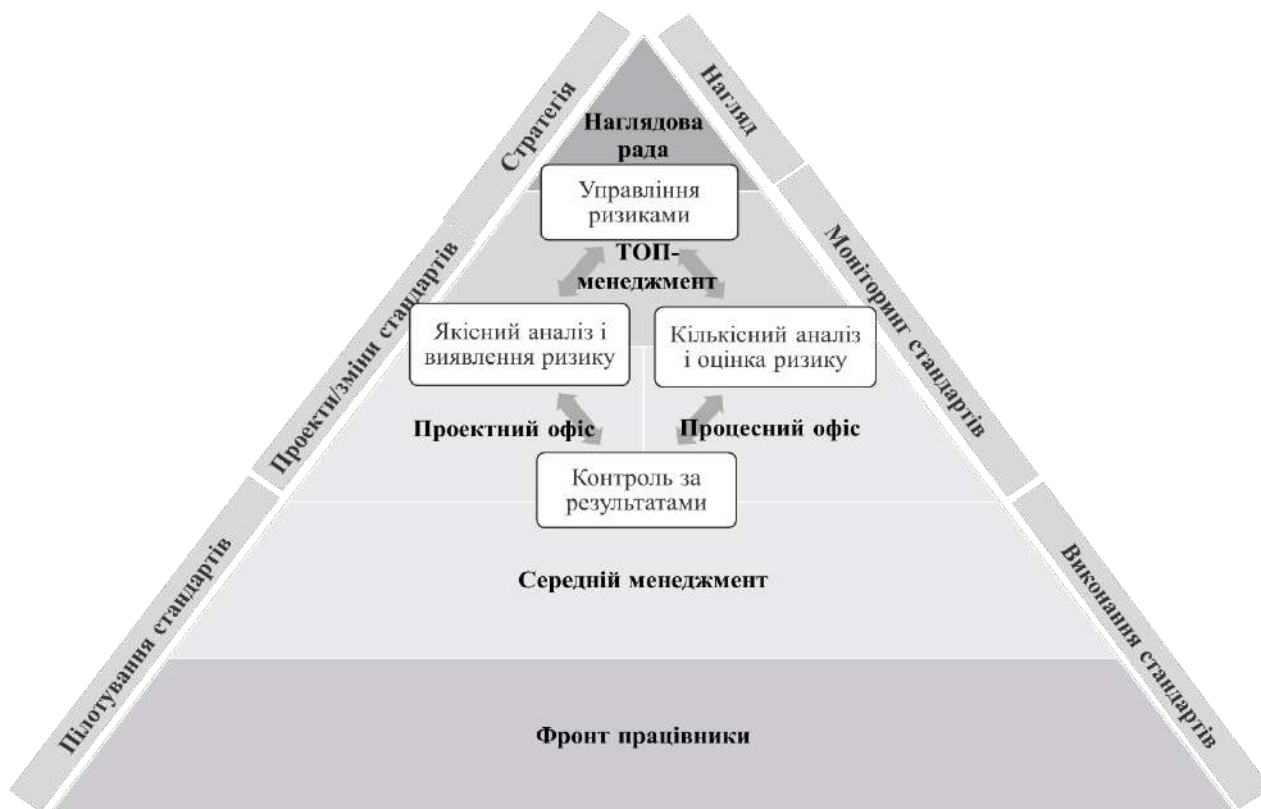 Стратегія
Нагляд
Наглядова
рада
Управління
ризиками
Проекти/зміни стандартів
Моніторинг стандартів
ТОП-
менеджмент
Якісний аналіз і
виявлення ризику
Кількісний аналіз
і оцінка ризику
Проектний офіс
Процесний офіс
Контроль за
результатами
Пілотування стандартів
Виконання стандартів
Середній менеджмент
Фронт працівники